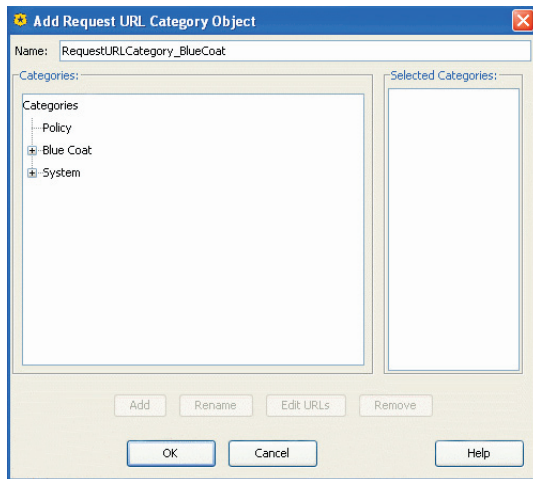 Add Request URL Category Object
Name: RequestURLCategory_BlueCoat
Categories: Selected Categories:
Categories
Policy
Blue Coat
System
Add Rename Edit URLs Remove
OK Cancel Help